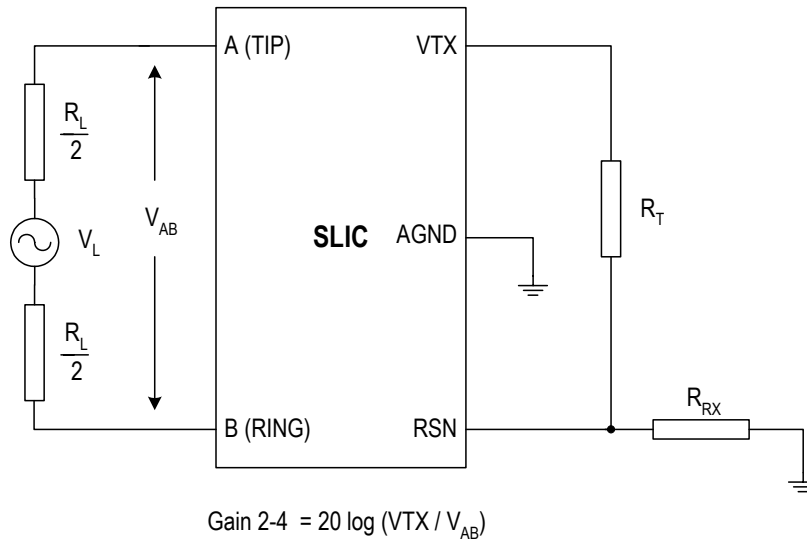 A (TIP)
VTX
R_L
2
V_L
V_AB
SLIC
AGND
R_T
R_L
2
B (RING)
RSN
R_RX
Gain 2-4 = 20 log (VTX / V_AB)